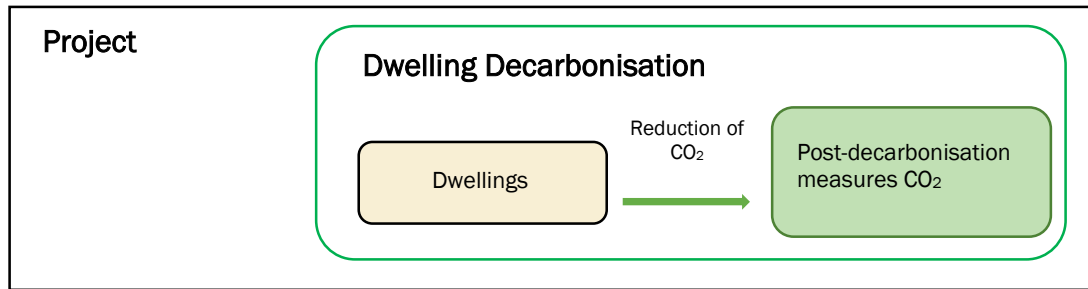 Project
Dwelling Decarbonisation
Dwellings
Reduction of
CO₂
Post-decarbonisation
measures CO₂